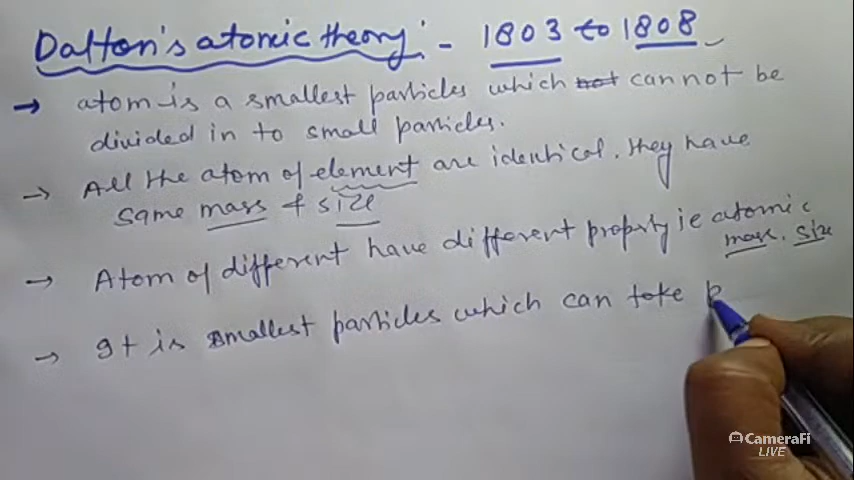 Dalton's atomic theory :- 1803 to 1808
→ atom is a smallest particles which not cannot be
divided in to small particles.
→ All the atom of element are identical. they have
same mass & size
→ Atom of different have different property ie atomic
mass. size
→ It is smallest particles which can take p
CameraFi
LIVE